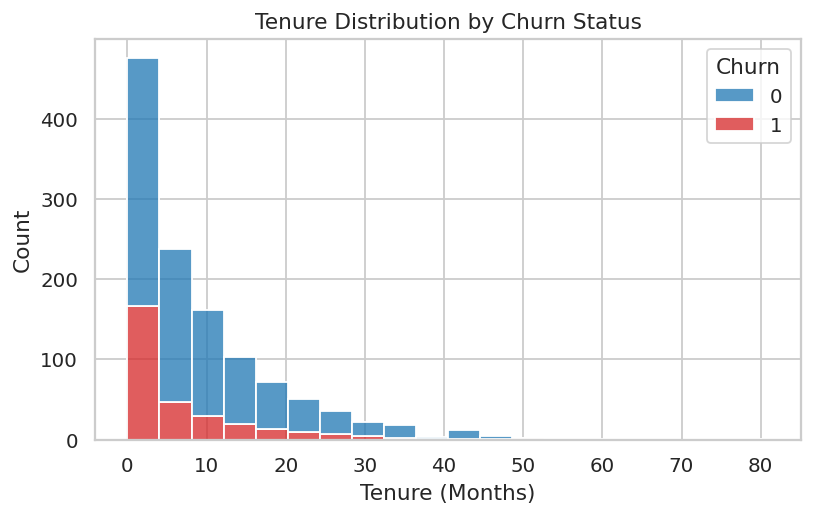 Tenure Distribution by Churn Status
Churn
0
1
Count
400
300
200
100
0
0 10 20 30 40 50 60 70 80
Tenure (Months)